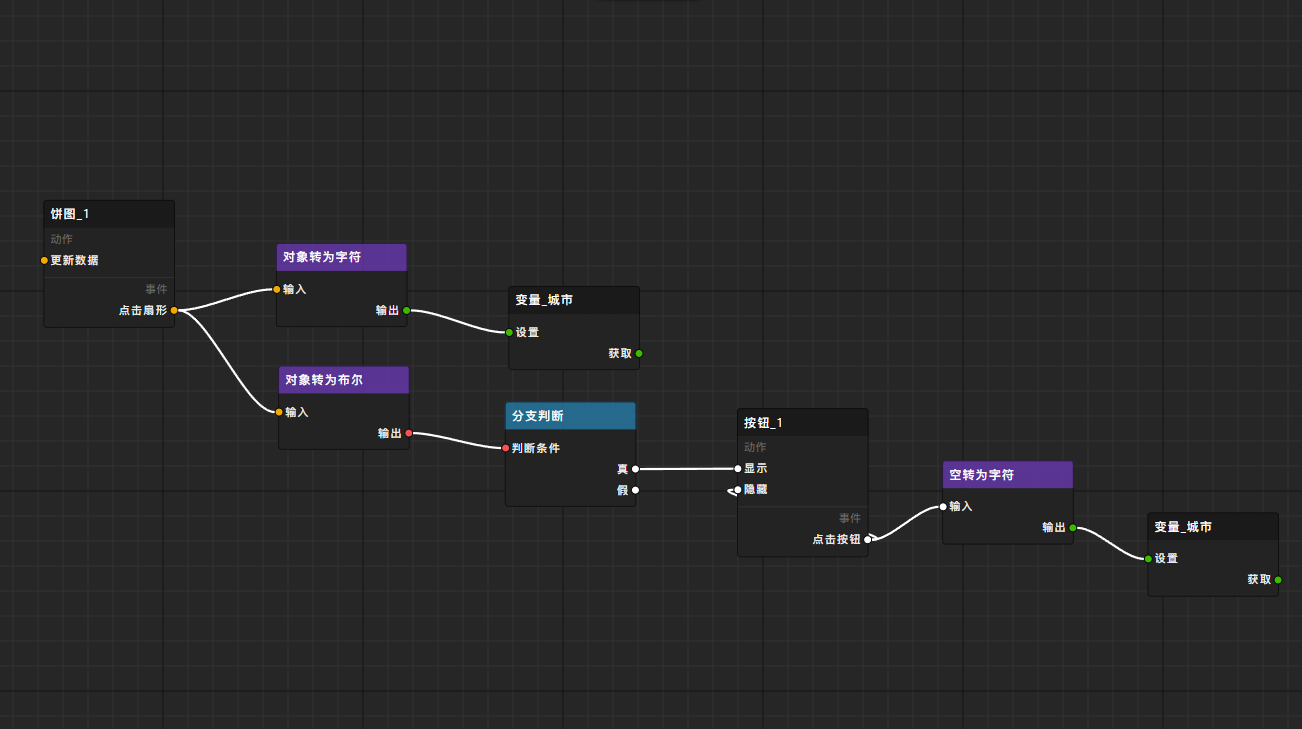 饼图_1
动作
更新数据
事件
点击扇形
对象转为字符
输入
输出
变量_城市
设置
获取
对象转为布尔
输入
输出
分支判断
判断条件
真
假
按钮_1
动作
显示
隐藏
事件
点击按钮
空转为字符
输入
输出
变量_城市
设置
获取